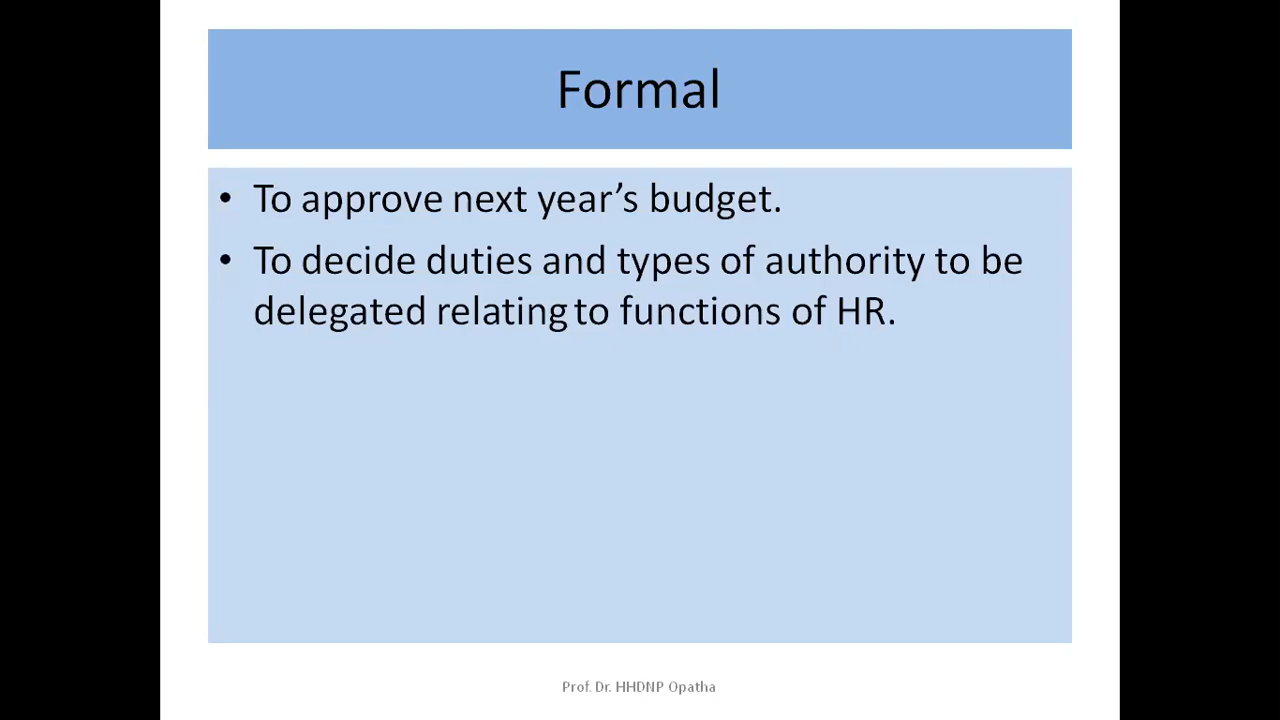 Formal
• To approve next year’s budget.
• To decide duties and types of authority to be
delegated relating to functions of HR.
Prof. Dr. HHDNP Opatha